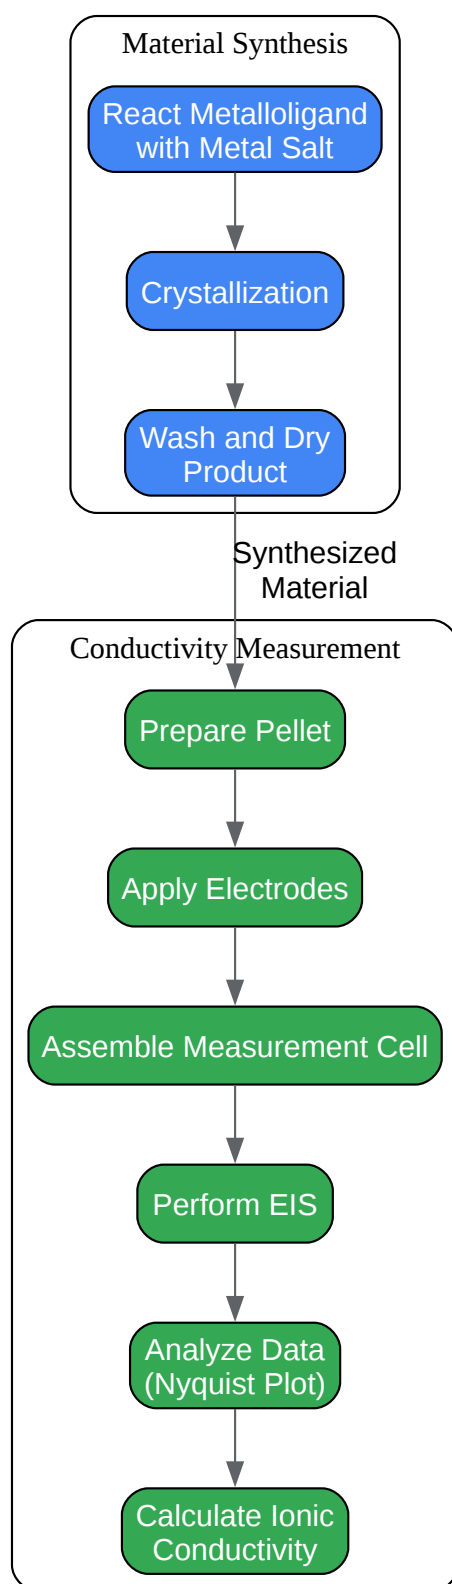 Material Synthesis
React Metalloligand
with Metal Salt
Crystallization
Wash and Dry
Product
Synthesized
Material
Conductivity Measurement
Prepare Pellet
Apply Electrodes
Assemble Measurement Cell
Perform EIS
Analyze Data
(Nyquist Plot)
Calculate Ionic
Conductivity